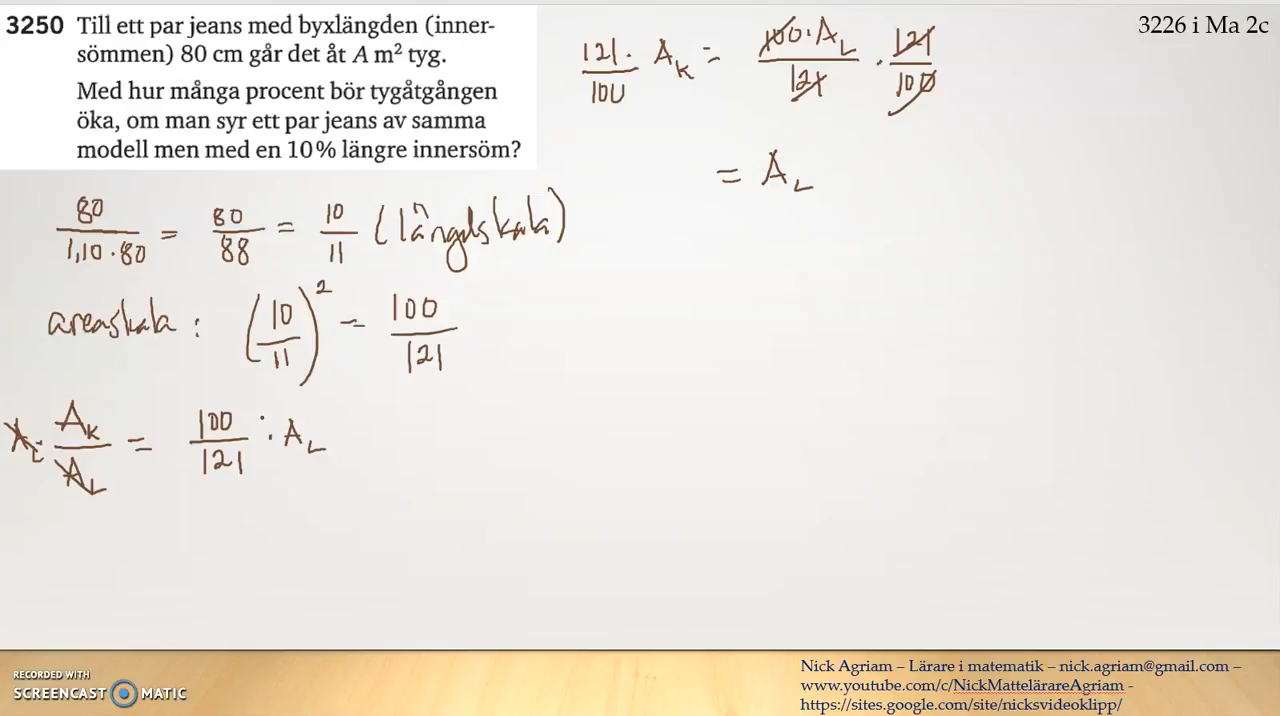 3250 Till ett par jeans med byxlängden (inner-
sömmen) 80 cm går det åt A m² tyg.
Med hur många procent bör tygåtgången
öka, om man syr ett par jeans av samma
modell men med en 10 % längre innersöm?
3226 i Ma 2c
121/100 · A_K = 100·A_L/121 · 121/100
= A_L
80/(1,10·80) = 80/88 = 10/11 (längdskala)
areaskala : (10/11)² = 100/121
A_L · A_K/A_L = 100/121 · A_L
RECORDED WITH
SCREENCAST MATIC
Nick Agriam – Lärare i matematik – nick.agriam@gmail.com –
www.youtube.com/c/NickMattelärareAgriam -
https://sites.google.com/site/nicksvideoklipp/